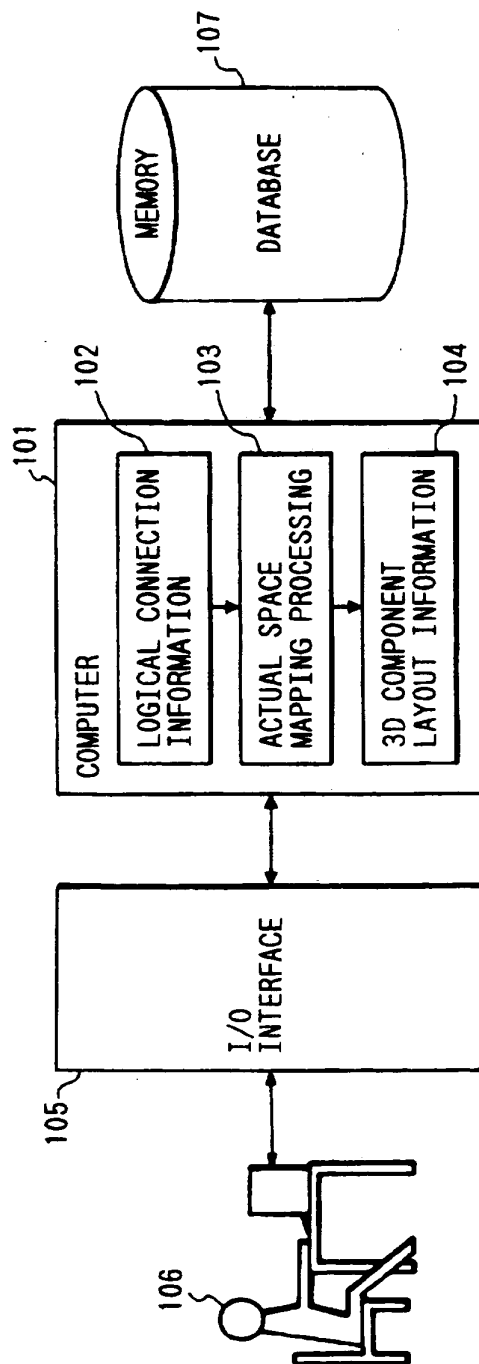 106
105
I/O
INTERFACE
101
COMPUTER
102
LOGICAL CONNECTION
INFORMATION
103
ACTUAL SPACE
MAPPING PROCESSING
104
3D COMPONENT
LAYOUT INFORMATION
107
MEMORY
DATABASE